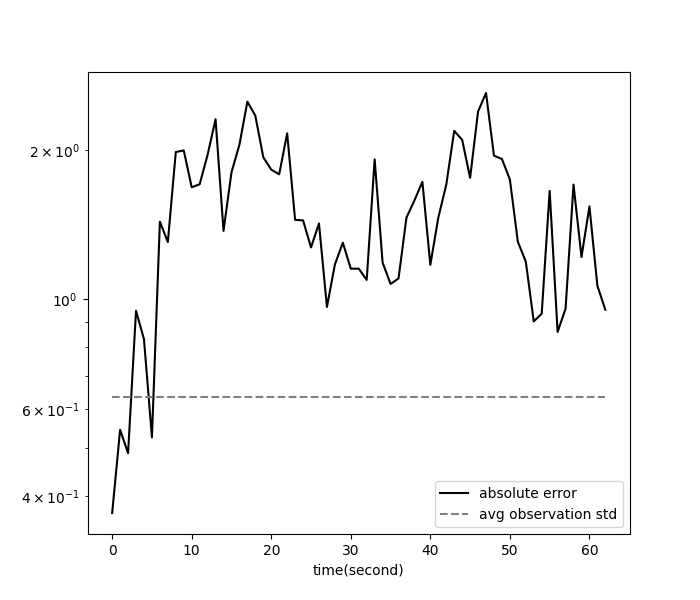 2 × 10⁰
10⁰
6 × 10⁻¹
4 × 10⁻¹
0 10 20 30 40 50 60
time(second)
absolute error
avg observation std